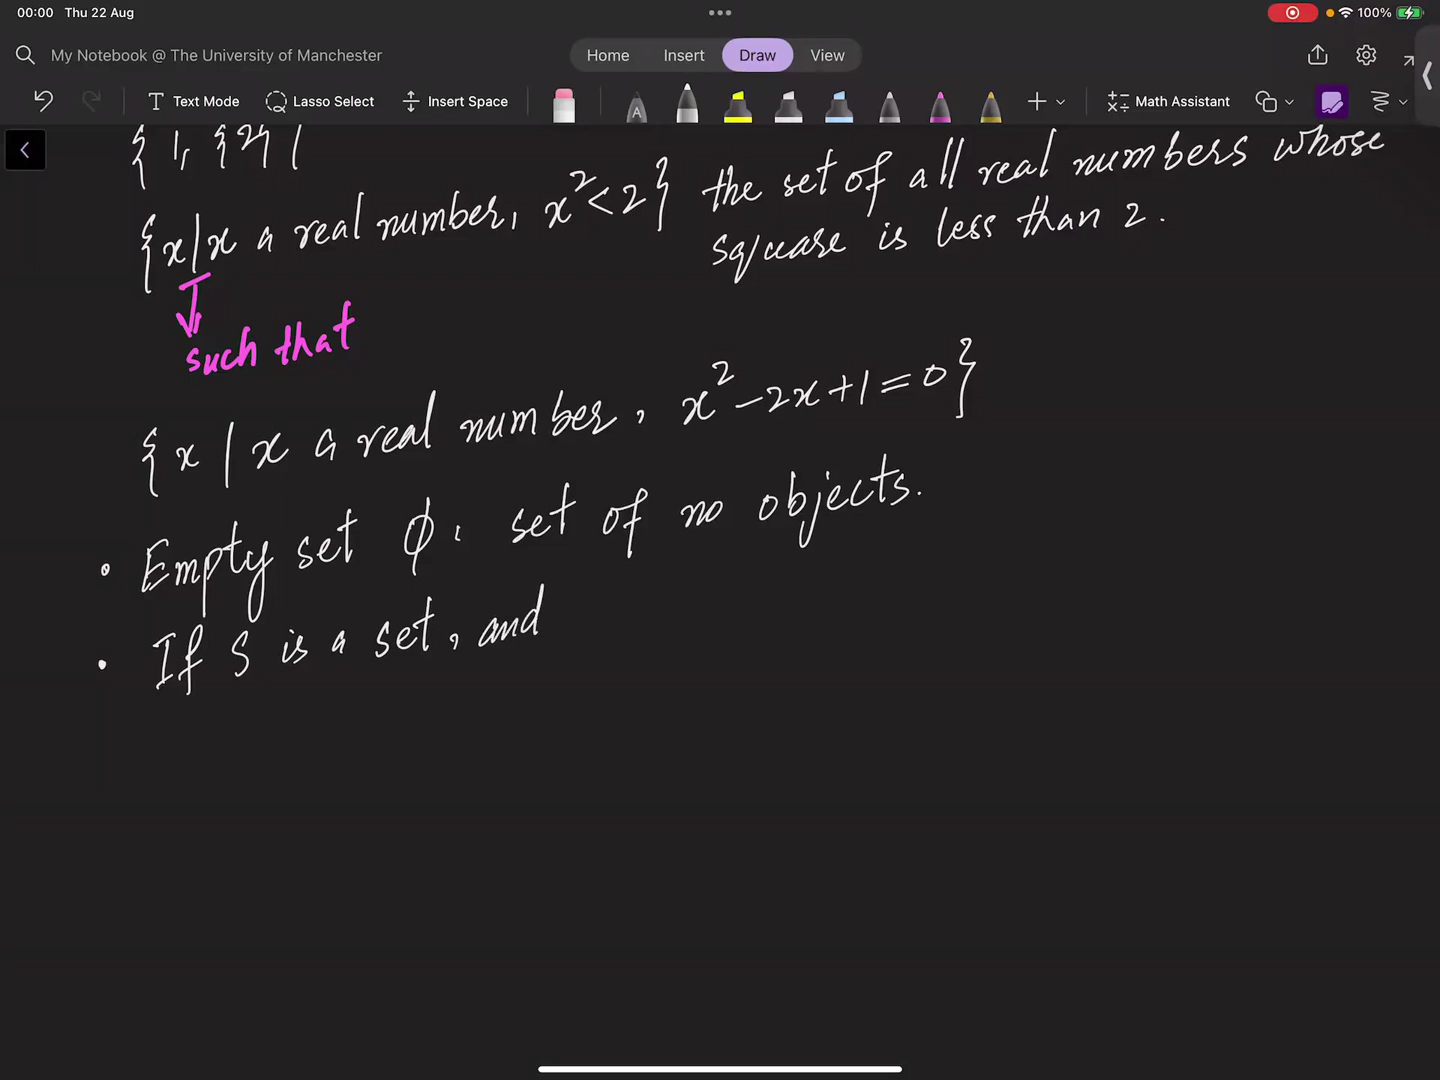 00:00 Thu 22 Aug 100%
My Notebook @ The University of Manchester Home Insert Draw View
Text Mode Lasso Select Insert Space A Math Assistant
{1, {2}}
{x|x a real number, x²<2} the set of all real numbers whose
square is less than 2.
such that
{x | x a real number, x²-2x+1=0}
• Empty set ϕ, set of no objects.
• If S is a set, and